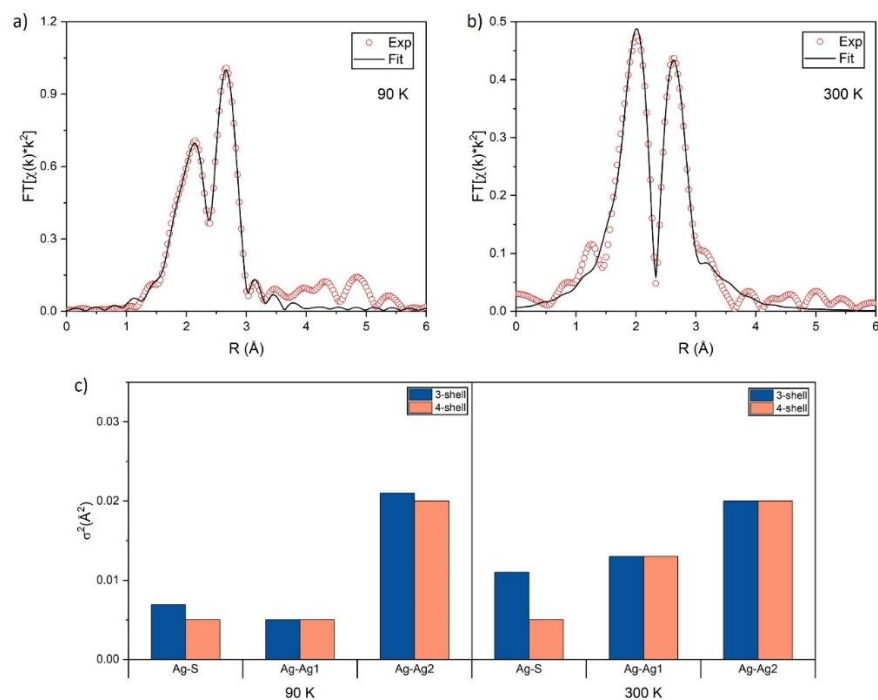 a)
1.2
0.9
0.6
0.3
0.0
FT[χ(k)*k²]
Exp
Fit
90 K
0 1 2 3 4 5 6
R (Å)
b)
0.5
0.4
0.3
0.2
0.1
0.0
FT[χ(k)*k²]
Exp
Fit
300 K
0 1 2 3 4 5 6
R (Å)
c)
0.03
0.02
0.01
0.00
σ²(Å²)
3-shell
4-shell
3-shell
4-shell
Ag-S Ag-Ag1 Ag-Ag2 Ag-S Ag-Ag1 Ag-Ag2
90 K 300 K